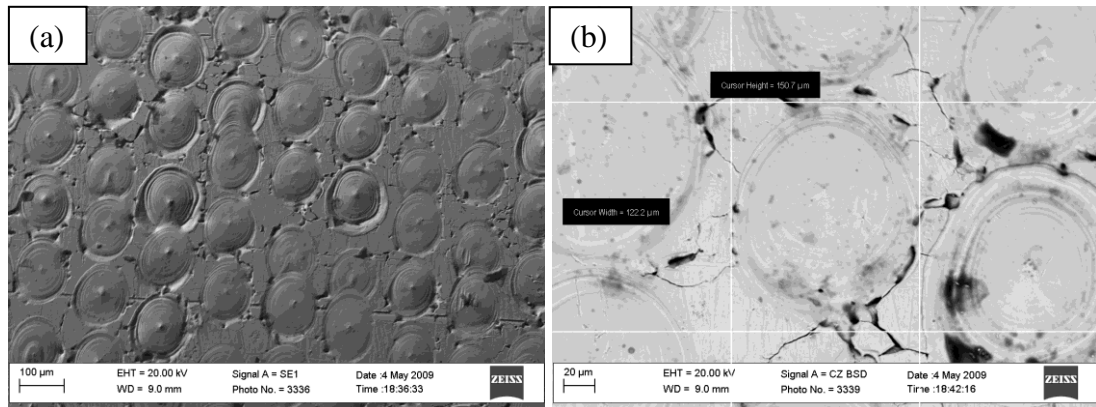 (a)
100 µm
EHT = 20.00 kV
WD = 9.0 mm
Signal A = SE1
Photo No. = 3336
Date :4 May 2009
Time :18:36:33
ZEISS
(b)
Cursor Height = 150.7 µm
Cursor Width = 122.2 µm
20 µm
EHT = 20.00 kV
WD = 9.0 mm
Signal A = CZ BSD
Photo No. = 3339
Date :4 May 2009
Time :18:42:16
ZEISS